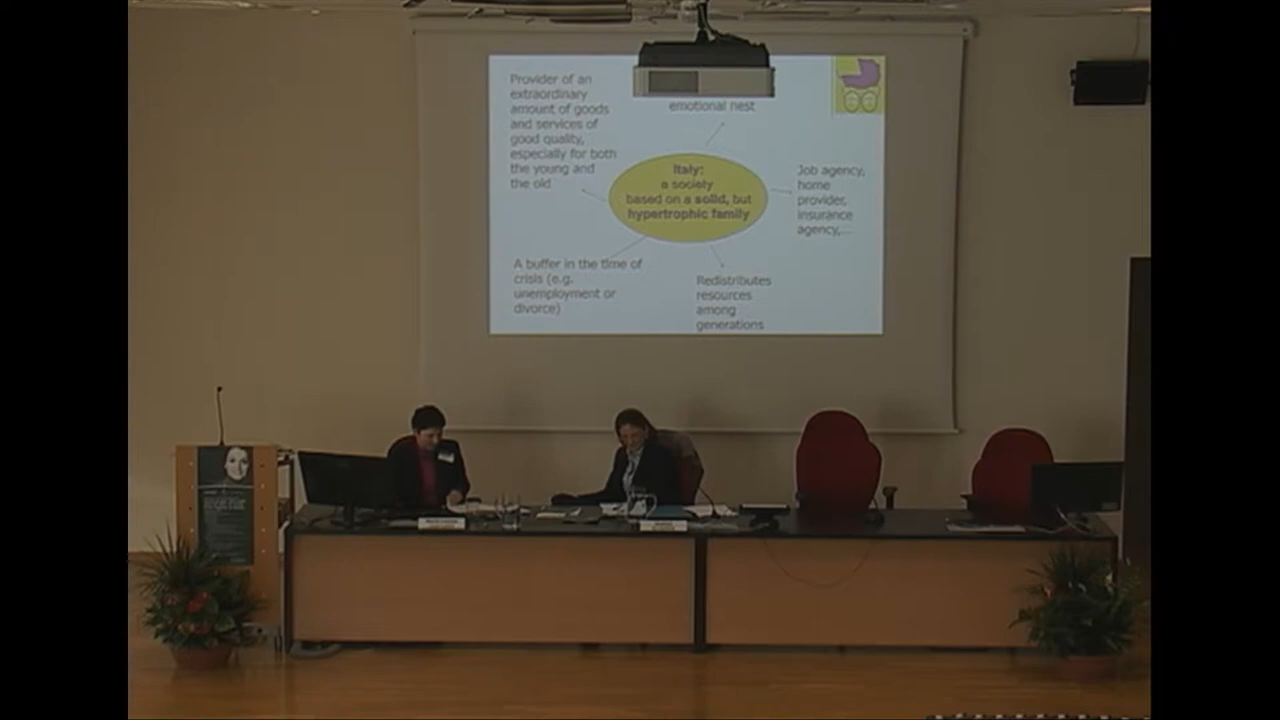 Provider of an
extraordinary
amount of goods
and services of
good quality,
especially for both
the young and
the old
emotional nest
Italy:
a society
based on a solid, but
hypertrophic family
Job agency,
home
provider,
insurance
agency,...
A buffer in the time of
crisis (e.g.
unemployment or
divorce)
Redistributes
resources
among
generations